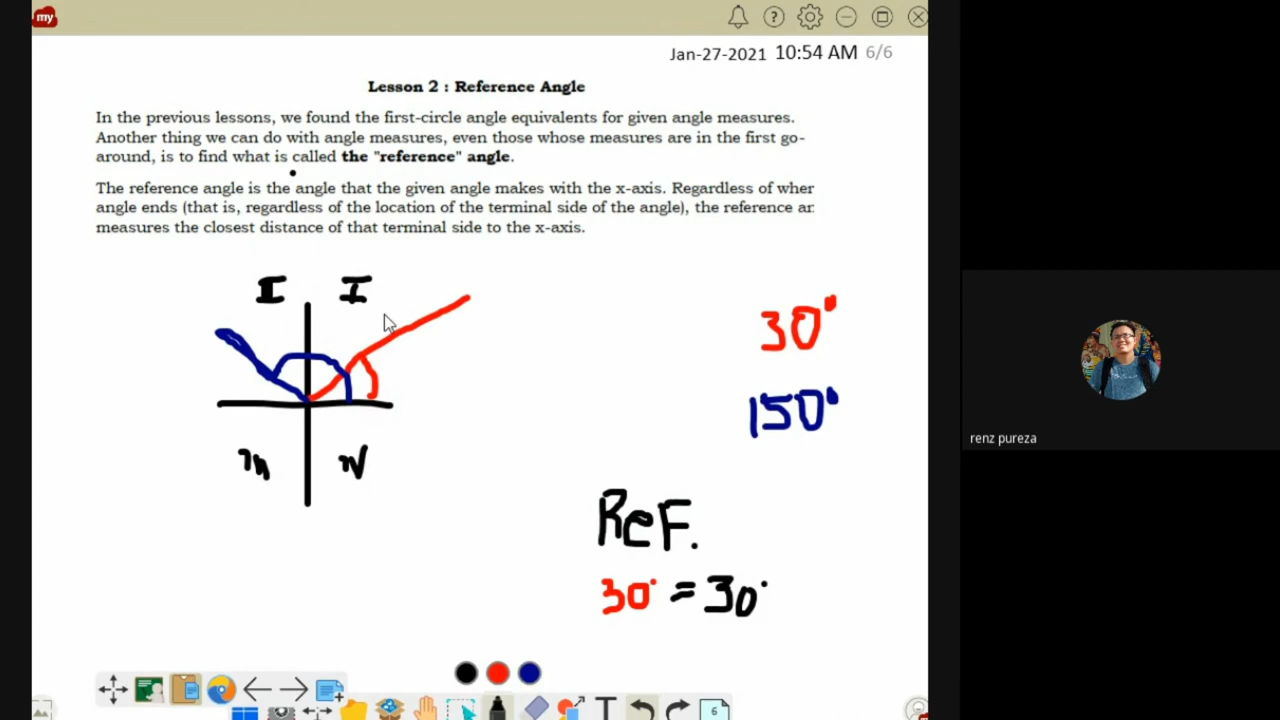 my
Jan-27-2021 10:54 AM 6/6
Lesson 2 : Reference Angle
In the previous lessons, we found the first-circle angle equivalents for given angle measures.
Another thing we can do with angle measures, even those whose measures are in the first go-
around, is to find what is called the "reference" angle.
The reference angle is the angle that the given angle makes with the x-axis. Regardless of wher
angle ends (that is, regardless of the location of the terminal side of the angle), the reference an
measures the closest distance of that terminal side to the x-axis.
I I
30°
150°
IV
Ref.
30° = 30°
renz pureza
T
6